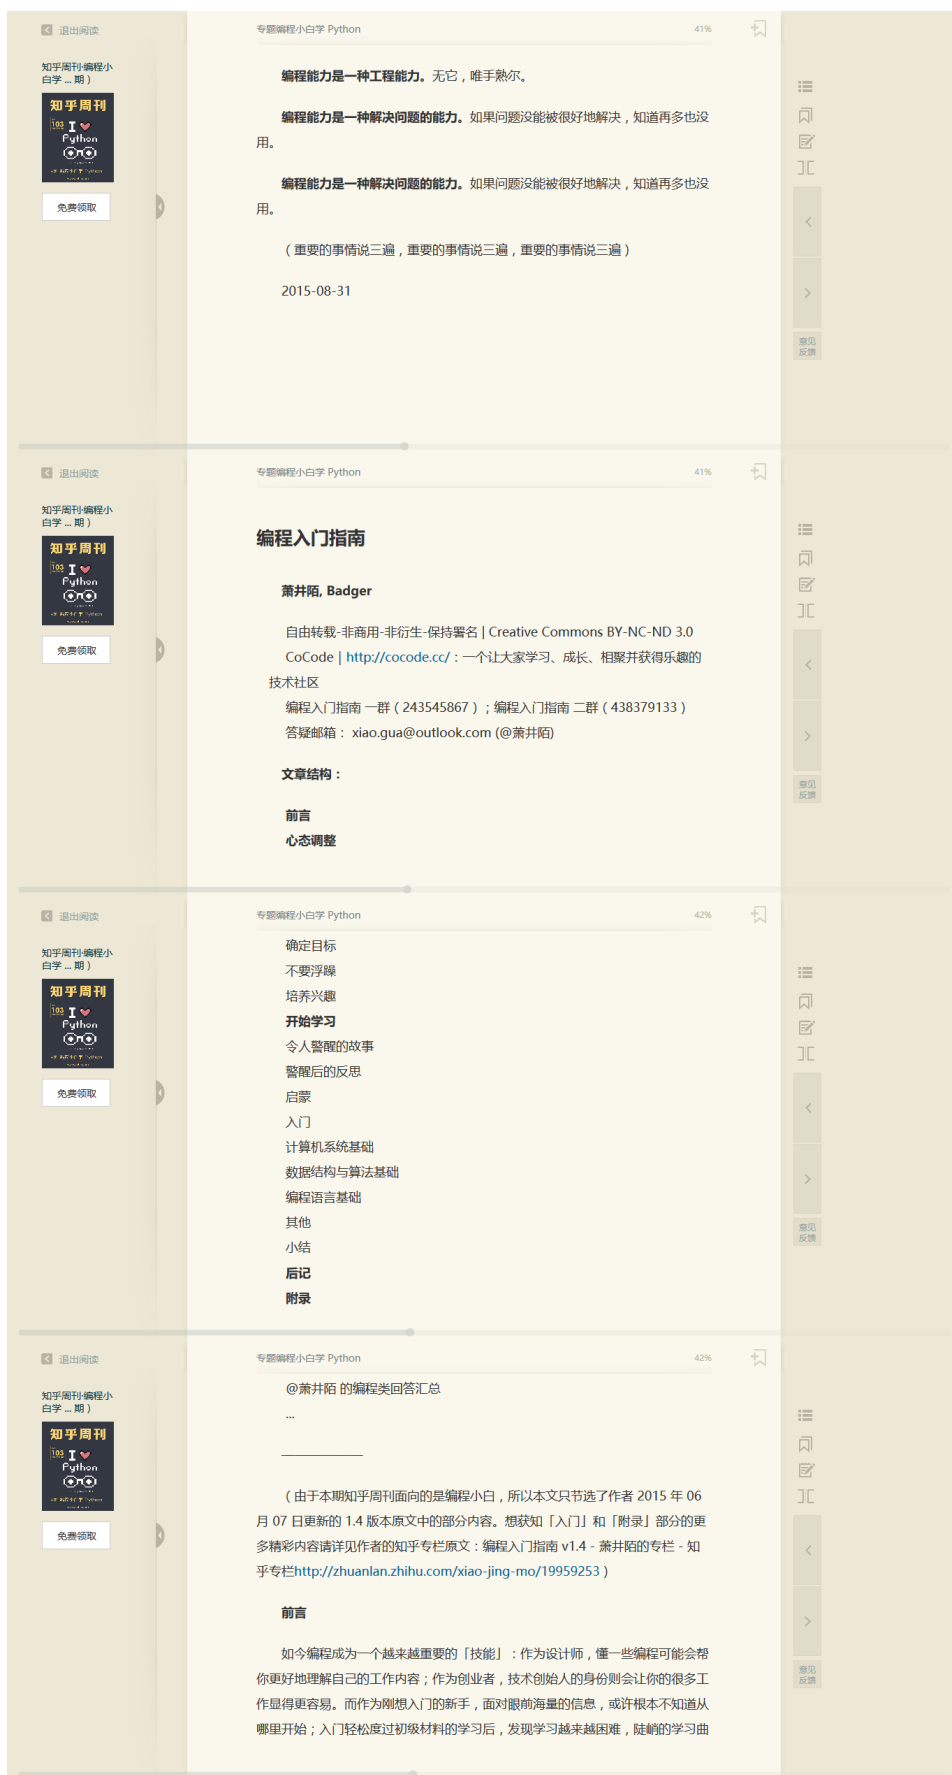 退出阅读
专题编程小白学 Python
41%
知乎周刊·编程小
白学 ... 期）
知乎周刊
103 I
Python
免费领取
编程能力是一种工程能力。无它，唯手熟尔。
编程能力是一种解决问题的能力。如果问题没能被很好地解决，知道再多也没
用。
编程能力是一种解决问题的能力。如果问题没能被很好地解决，知道再多也没
用。
（重要的事情说三遍，重要的事情说三遍，重要的事情说三遍）
2015-08-31
意见
反馈
退出阅读
专题编程小白学 Python
41%
知乎周刊·编程小
白学 ... 期）
知乎周刊
103 I
Python
免费领取
编程入门指南
萧井陌, Badger
自由转载-非商用-非衍生-保持署名 | Creative Commons BY-NC-ND 3.0
CoCode | http://cocode.cc/：一个让大家学习、成长、相聚并获得乐趣的
技术社区
编程入门指南 一群（243545867）；编程入门指南 二群（438379133）
答疑邮箱： xiao.gua@outlook.com (@萧井陌)
文章结构：
前言
心态调整
意见
反馈
退出阅读
专题编程小白学 Python
42%
知乎周刊·编程小
白学 ... 期）
知乎周刊
103 I
Python
免费领取
确定目标
不要浮躁
培养兴趣
开始学习
令人警醒的故事
警醒后的反思
启蒙
入门
计算机系统基础
数据结构与算法基础
编程语言基础
其他
小结
后记
附录
意见
反馈
退出阅读
专题编程小白学 Python
42%
知乎周刊·编程小
白学 ... 期）
知乎周刊
103 I
Python
免费领取
@萧井陌 的编程类回答汇总
...
（由于本期知乎周刊面向的是编程小白，所以本文只节选了作者 2015 年 06
月 07 日更新的 1.4 版本原文中的部分内容。想获知「入门」和「附录」部分的更
多精彩内容请详见作者的知乎专栏原文：编程入门指南 v1.4 - 萧井陌的专栏 - 知
乎专栏http://zhuanlan.zhihu.com/xiao-jing-mo/19959253）
前言
如今编程成为一个越来越重要的「技能」：作为设计师，懂一些编程可能会帮
你更好地理解自己的工作内容；作为创业者，技术创始人的身份则会让你的很多工
作显得更容易。而作为刚想入门的新手，面对眼前海量的信息，或许根本不知道从
哪里开始；入门轻松度过初级材料的学习后，发现学习越来越困难，陡峭的学习曲
意见
反馈